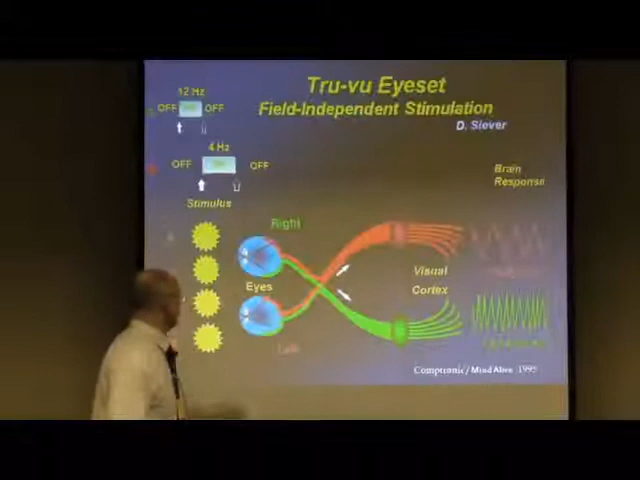 Tru-vu Eyeset
Field-Independent Stimulation
D. Siever
12 Hz
OFF OFF
4 Hz
OFF OFF
Stimulus
Brain
Response
Right
Eyes
Left
Visual
Cortex
Comptronic/Mind Alive 1995